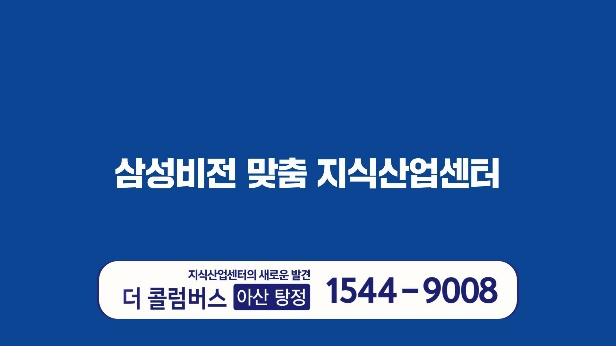 삼성비전 맞춤 지식산업센터
지식산업센터의 새로운 발견
더 콜럼버스 아산 탕정 1544-9008